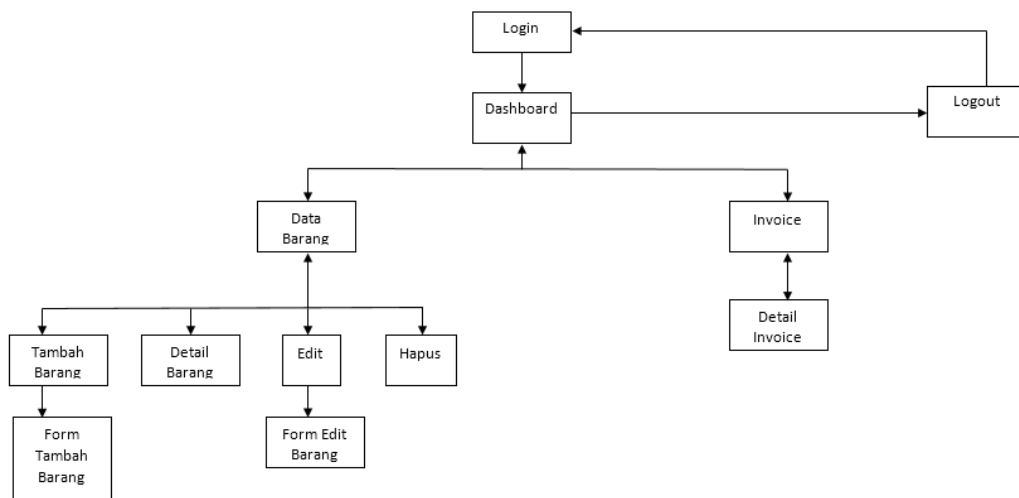 Login
Dashboard
Logout
Data
Barang
Invoice
Tambah
Barang
Detail
Barang
Edit
Hapus
Detail
Invoice
Form
Tambah
Barang
Form Edit
Barang